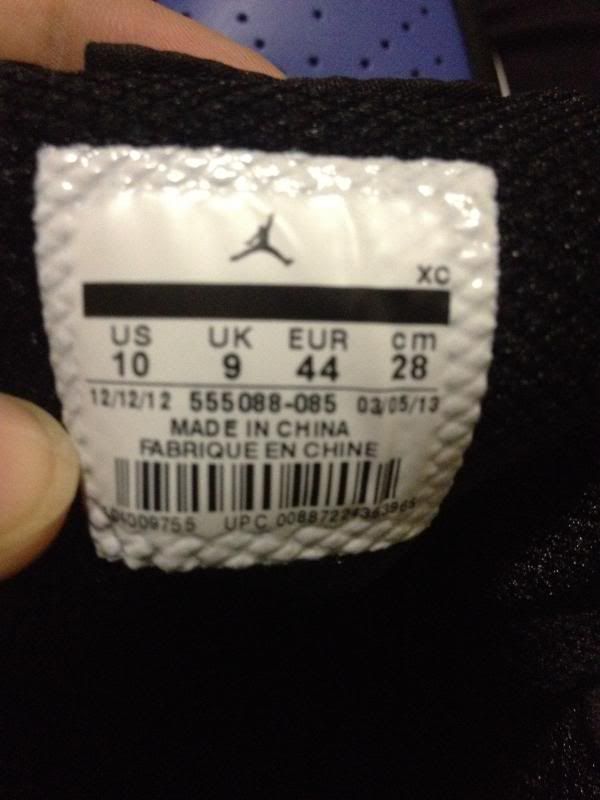 XC
US UK EUR cm
10 9 44 28
12/12/12 555088-085 03/05/13
MADE IN CHINA
FABRIQUE EN CHINE
UPC